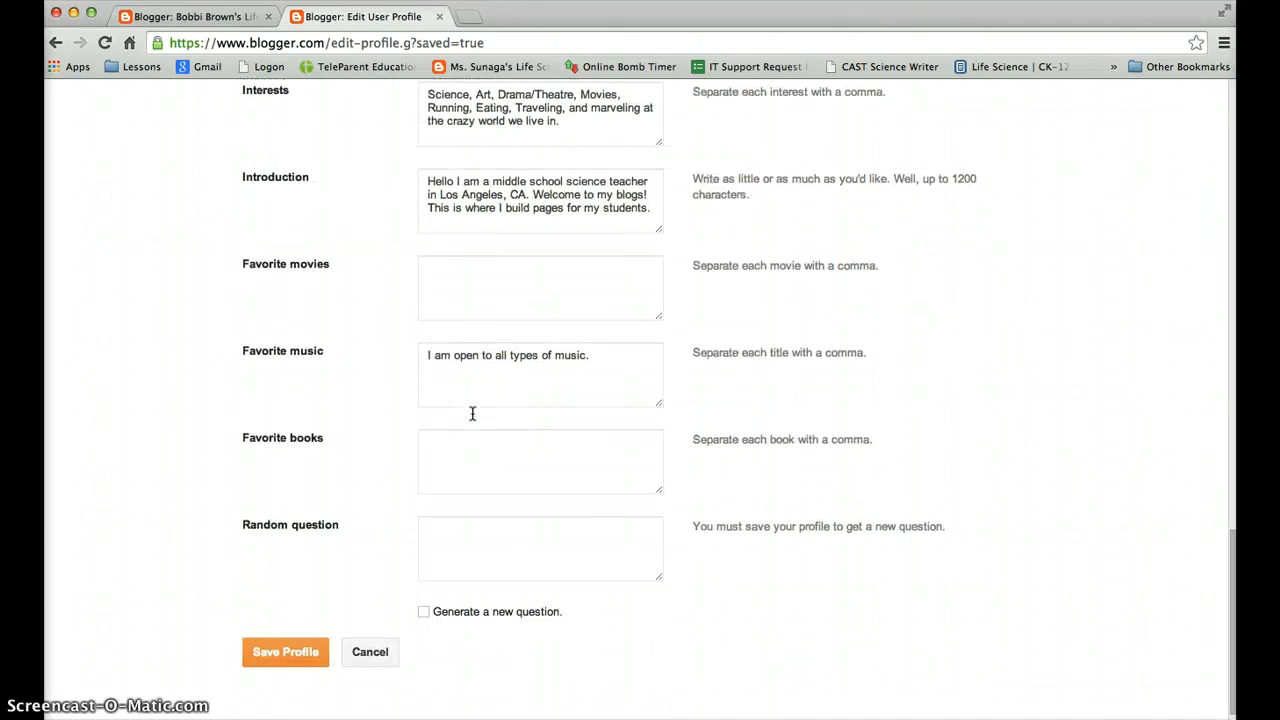 Blogger: Bobbi Brown's Life
Blogger: Edit User Profile
https://www.blogger.com/edit-profile.g?saved=true
Apps Lessons Gmail Logon TeleParent Educatio Ms. Suraga's Life Sc Online Bomb Timer IT Support Request CAST Science Writer Life Science | CK-12 » Other Bookmarks
Interests
Science, Art, Drama/Theatre, Movies,
Running, Eating, Traveling, and marveling at
the crazy world we live in.
Separate each interest with a comma.
Introduction
Hello I am a middle school science teacher
in Los Angeles, CA. Welcome to my blogs!
This is where I build pages for my students.
Write as little or as much as you'd like. Well, up to 1200
characters.
Favorite movies
Separate each movie with a comma.
Favorite music
I am open to all types of music.
Separate each title with a comma.
Favorite books
Separate each book with a comma.
Random question
You must save your profile to get a new question.
Generate a new question.
Save Profile
Cancel
Screencast-O-Matic.com